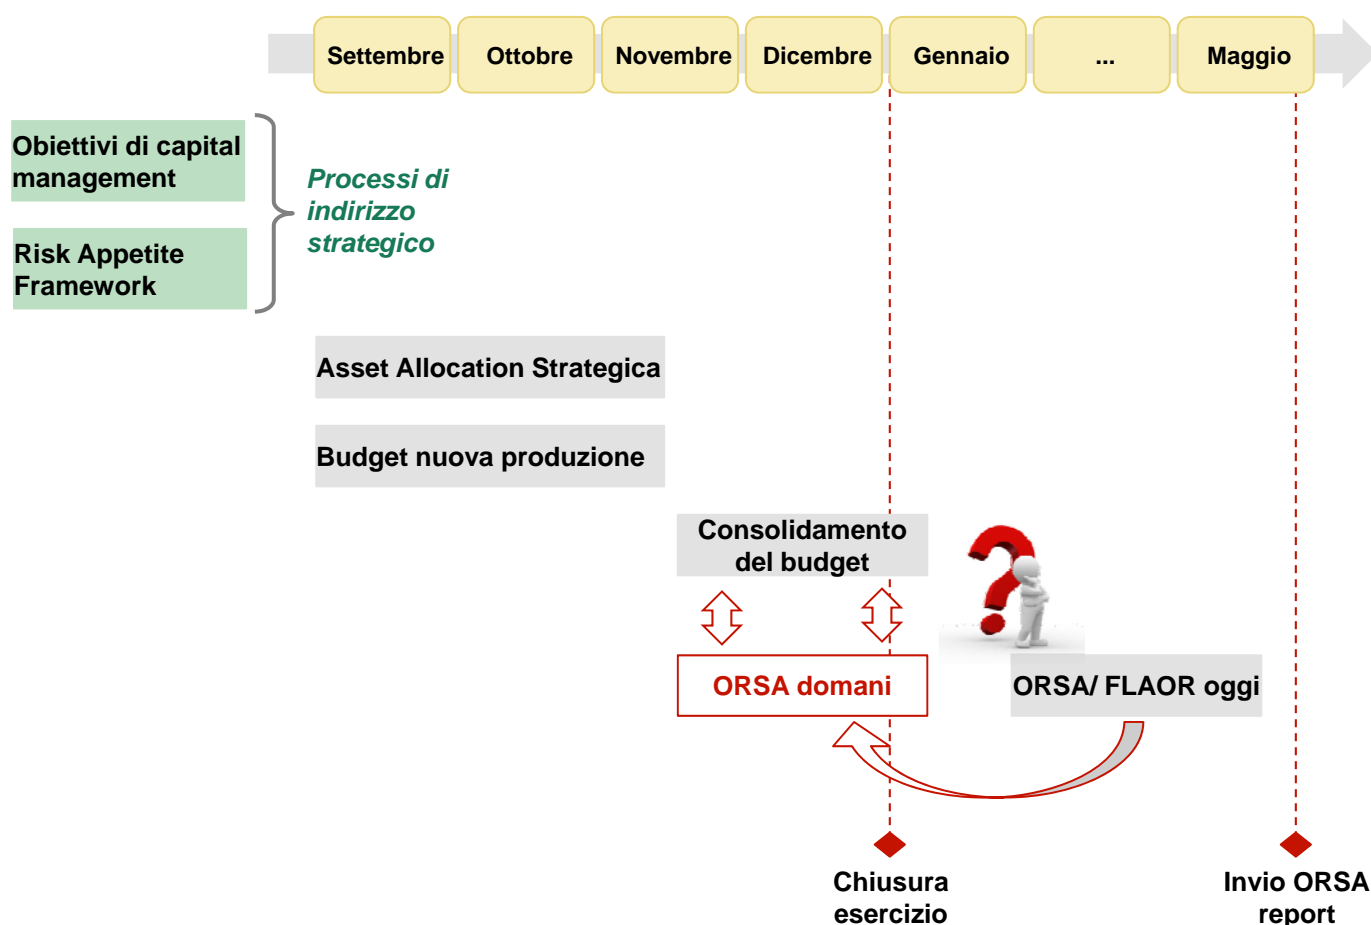 Settembre Ottobre Novembre Dicembre Gennaio ... Maggio
Obiettivi di capital
management
Processi di
indirizzo
strategico
Risk Appetite
Framework
Asset Allocation Strategica
Budget nuova produzione
Consolidamento
del budget
ORSA domani
ORSA/ FLAOR oggi
Chiusura
esercizio
Invio ORSA
report